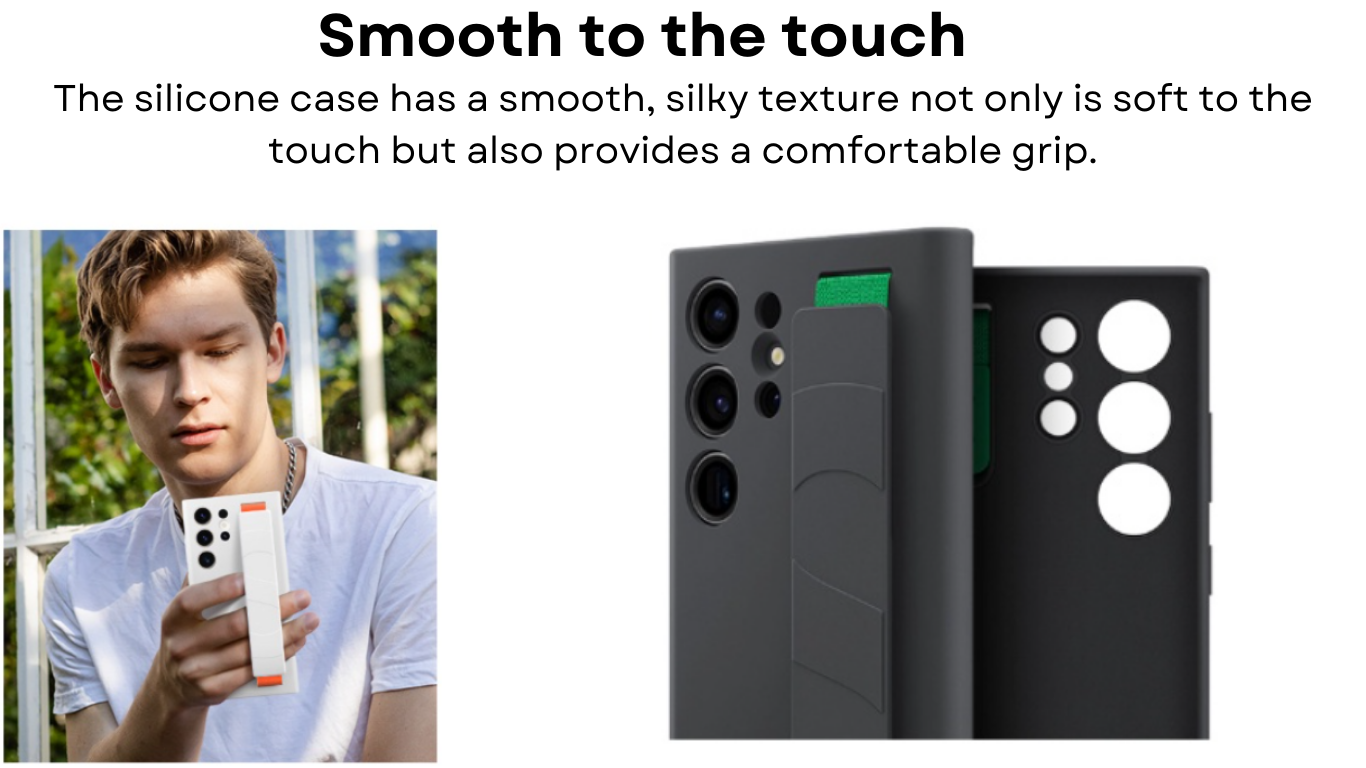 Smooth to the touch
The silicone case has a smooth, silky texture not only is soft to the
touch but also provides a comfortable grip.